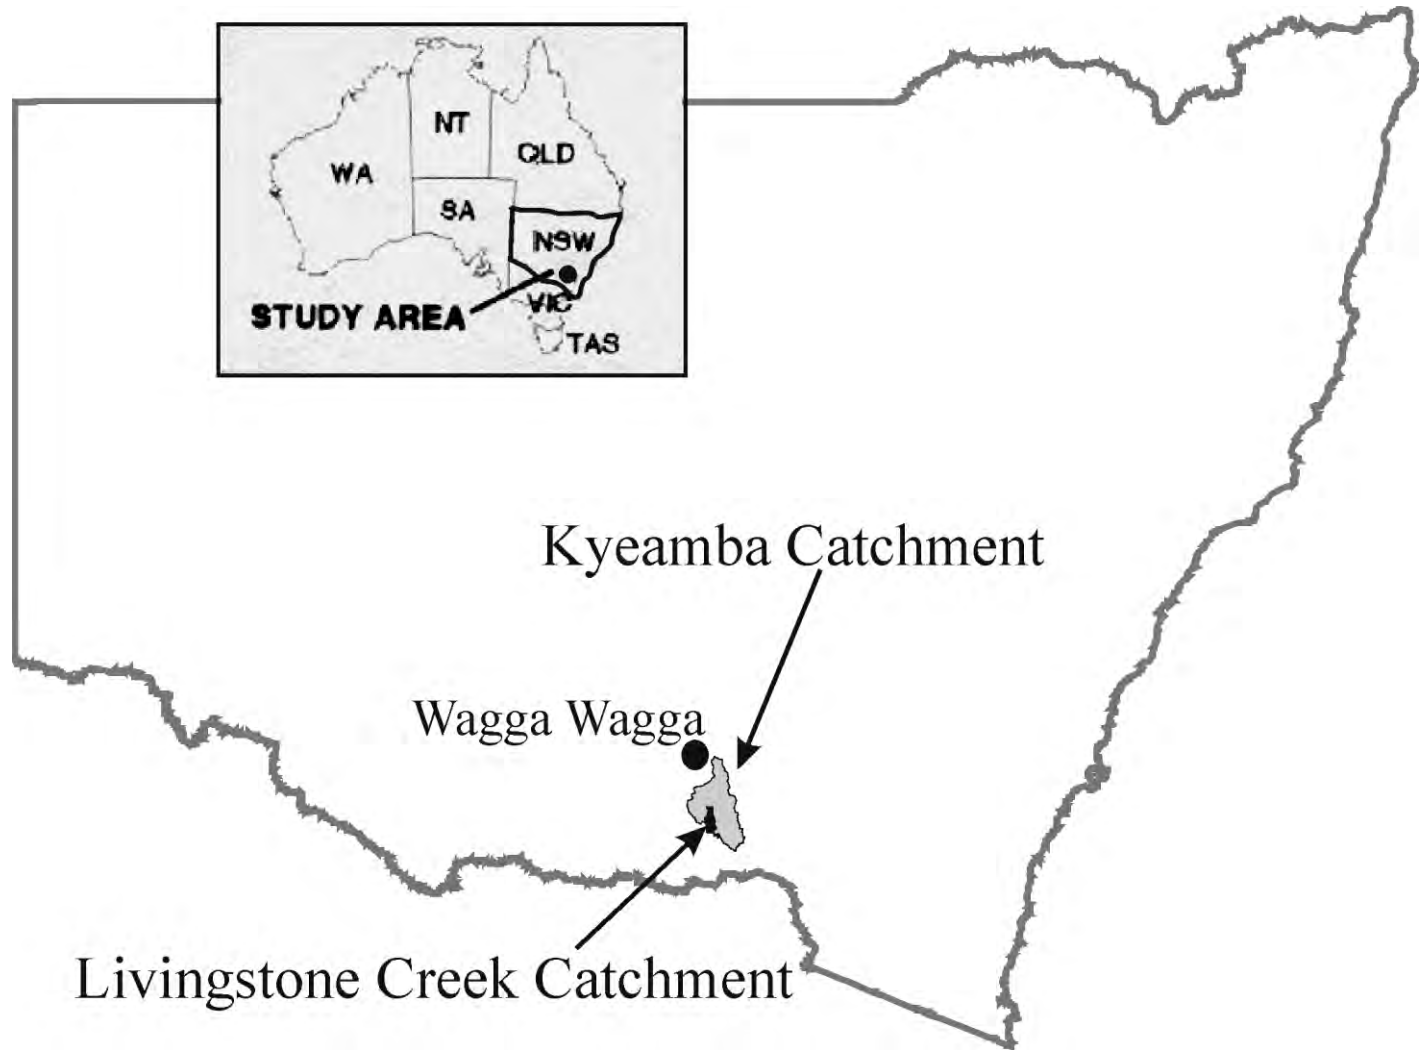 NT
QLD
WA
SA
NSW
STUDY AREA
VIC
TAS
Kyeamba Catchment
Wagga Wagga
Livingstone Creek Catchment